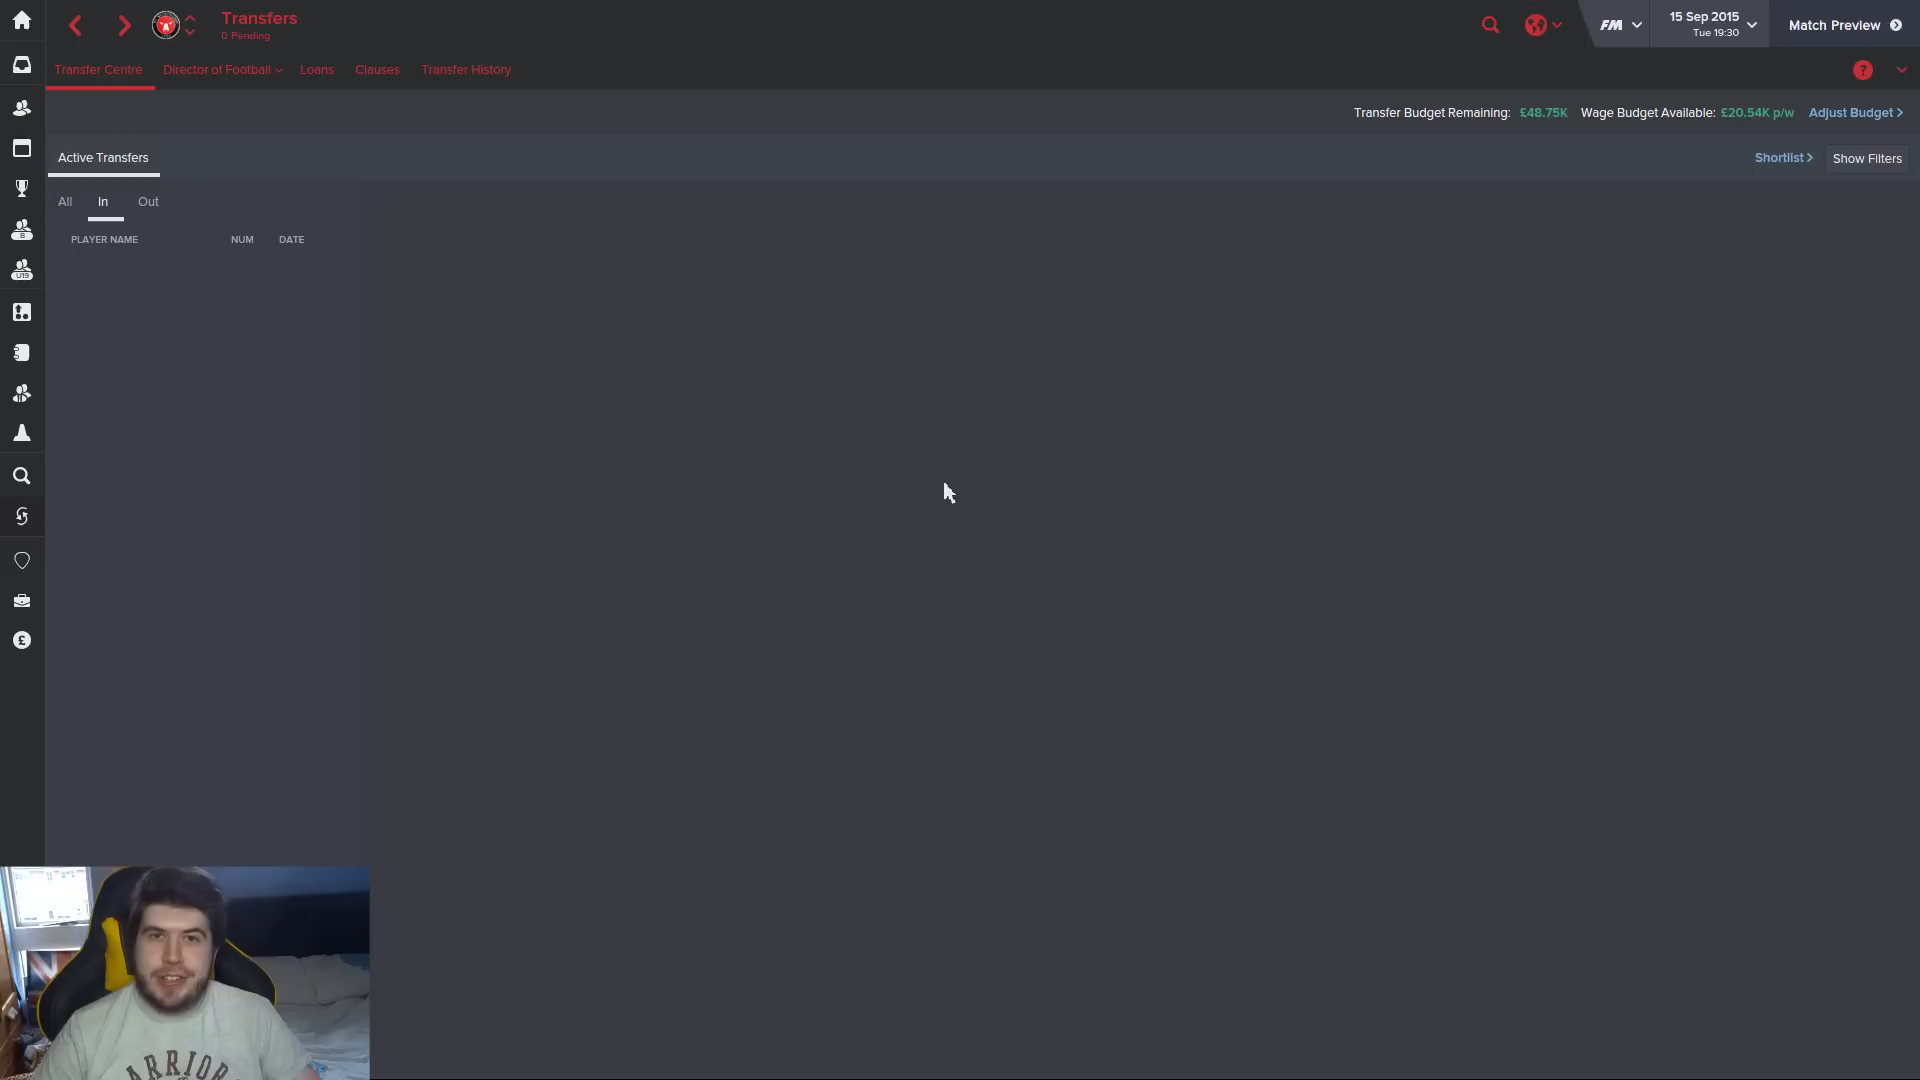 Transfers
0 Pending
FM
15 Sep 2015
Tue 19:30
Match Preview
Transfer Centre
Director of Football
Loans
Clauses
Transfer History
?
Transfer Budget Remaining: £48.75K
Wage Budget Available: £20.54K p/w
Adjust Budget
Active Transfers
Shortlist
Show Filters
All
In
Out
PLAYER NAME
NUM
DATE
B
U19
£